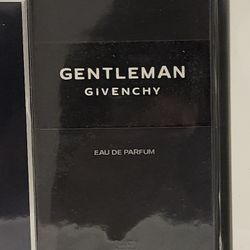 GENTLEMAN
GIVENCHY
EAU DE PARFUM